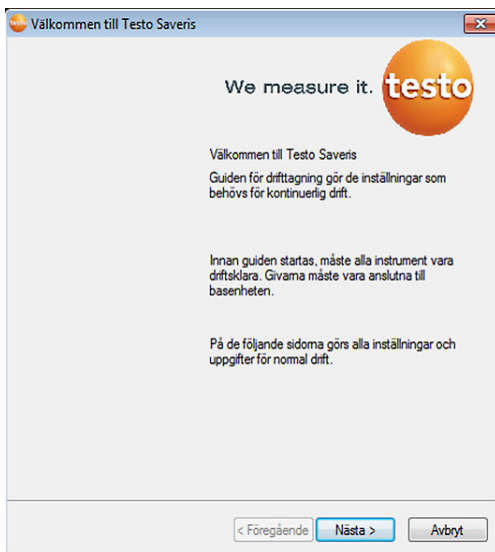 Välkommen till Testo Saveris
We measure it.
testo
Välkommen till Testo Saveris
Guiden för drifttagning gör de inställningar som
behövs för kontinuerlig drift.
Innan guiden startas, måste alla instrument vara
driftsklara. Givarna måste vara anslutna till
basenheten.
På de följande sidorna görs alla inställningar och
uppgifter för normal drift.
< Föregående
Nästa >
Avbryt